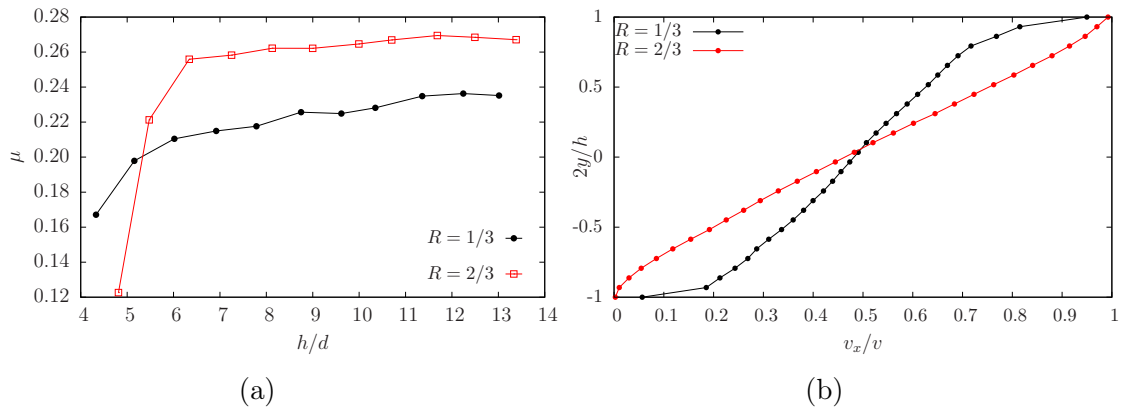 0.28
0.26
0.24
0.22
0.20
0.18
0.16
0.14
0.12
μ
4 5 6 7 8 9 10 11 12 13 14
h/d
R = 1/3
R = 2/3
(a)
1
0.5
0
-0.5
-1
2y/h
0 0.1 0.2 0.3 0.4 0.5 0.6 0.7 0.8 0.9 1
v_x/v
R = 1/3
R = 2/3
(b)